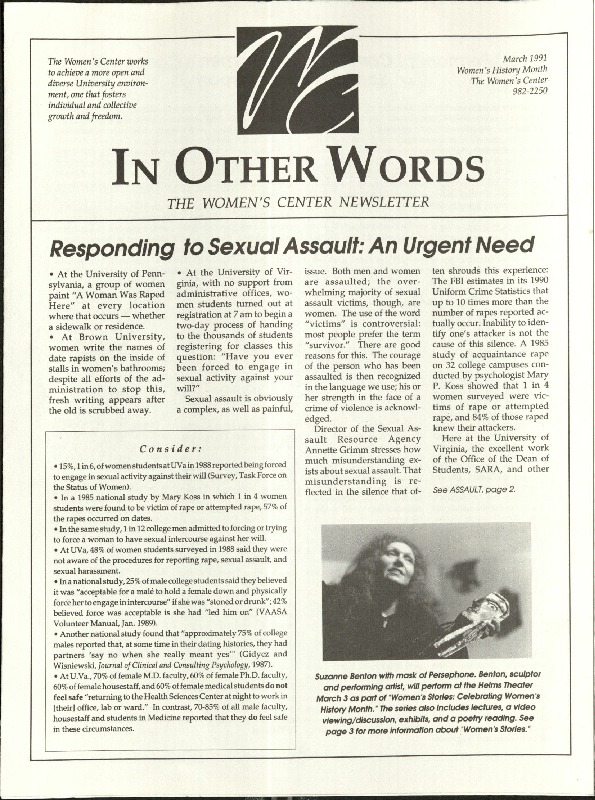 The Women's Center works
to achieve a more open and
diverse University environ-
ment, one that fosters
individual and collective
growth and freedom.
March 1991
Women's History Month
The Women's Center
982-2250
IN OTHER WORDS
THE WOMEN'S CENTER NEWSLETTER
Responding to Sexual Assault: An Urgent Need
• At the University of Penn-
sylvania, a group of women
paint "A Woman Was Raped
Here" at every location
where that occurs — whether
a sidewalk or residence.
• At Brown University,
women write the names of
date rapists on the inside of
stalls in women's bathrooms;
despite all efforts of the ad-
ministration to stop this,
fresh writing appears after
the old is scrubbed away.
• At the University of Vir-
ginia, with no support from
administrative offices, wo-
men students turned out at
registration at 7 am to begin a
two-day process of handing
to the thousands of students
registering for classes this
question: "Have you ever
been forced to engage in
sexual activity against your
will?"
Sexual assault is obviously
a complex, as well as painful,
issue. Both men and women
are assaulted; the over-
whelming majority of sexual
assault victims, though, are
women. The use of the word
"victims" is controversial:
most people prefer the term
"survivor." There are good
reasons for this. The courage
of the person who has been
assaulted is then recognized
in the language we use; his or
her strength in the face of a
crime of violence is acknowl-
edged.
Director of the Sexual As-
sault Resource Agency
Annette Grimm stresses how
much misunderstanding ex-
ists about sexual assault. That
misunderstanding is re-
flected in the silence that of-
ten shrouds this experience:
The FBI estimates in its 1990
Uniform Crime Statistics that
up to 10 times more than the
number of rapes reported ac-
tually occur. Inability to iden-
tify one's attacker is not the
cause of this silence. A 1985
study of acquaintance rape
on 32 college campuses con-
ducted by psychologist Mary
P. Koss showed that 1 in 4
women surveyed were vic-
tims of rape or attempted
rape, and 84% of those raped
knew their attackers.
Here at the University of
Virginia, the excellent work
of the Office of the Dean of
Students, SARA, and other
See ASSAULT, page 2.
Consider:
• 15%, 1 in 6, of women students at UVa in 1988 reported being forced
to engage in sexual activity against their will (Survey, Task Force on
the Status of Women).
• In a 1985 national study by Mary Koss in which 1 in 4 women
students were found to be victim of rape or attempted rape, 57% of
the rapes occurred on dates.
• In the same study, 1 in 12 college men admitted to forcing or trying
to force a woman to have sexual intercourse against her will.
• At UVa, 48% of women students surveyed in 1988 said they were
not aware of the procedures for reporting rape, sexual assault, and
sexual harassment.
• In a national study, 25% of male college students said they believed
it was "acceptable for a male to hold a female down and physically
force her to engage in intercourse" if she was "stoned or drunk"; 42%
believed force was acceptable is she had "led him on" (VAASA
Volunteer Manual, Jan. 1989).
• Another national study found that "approximately 75% of college
males reported that, at some time in their dating histories, they had
partners 'say no when she really meant yes'" (Gidycz and
Wisniewski, Journal of Clinical and Consulting Psychology, 1987).
• At U.Va., 70% of female M.D. faculty, 60% of female Ph.D. faculty,
60% of female housestaff, and 60% of female medical students do not
feel safe "returning to the Health Sciences Center at night to work in
[their] office, lab or ward." In contrast, 70-85% of all male faculty,
housestaff and students in Medicine reported that they do feel safe
in these circumstances.
Suzanne Benton with mask of Persephone. Benton, sculptor
and performing artist, will perform at the Helms Theater
March 3 as part of "Women's Stories: Celebrating Women's
History Month." The series also includes lectures, a video
viewing/discussion, exhibits, and a poetry reading. See
page 3 for more information about "Women's Stories."